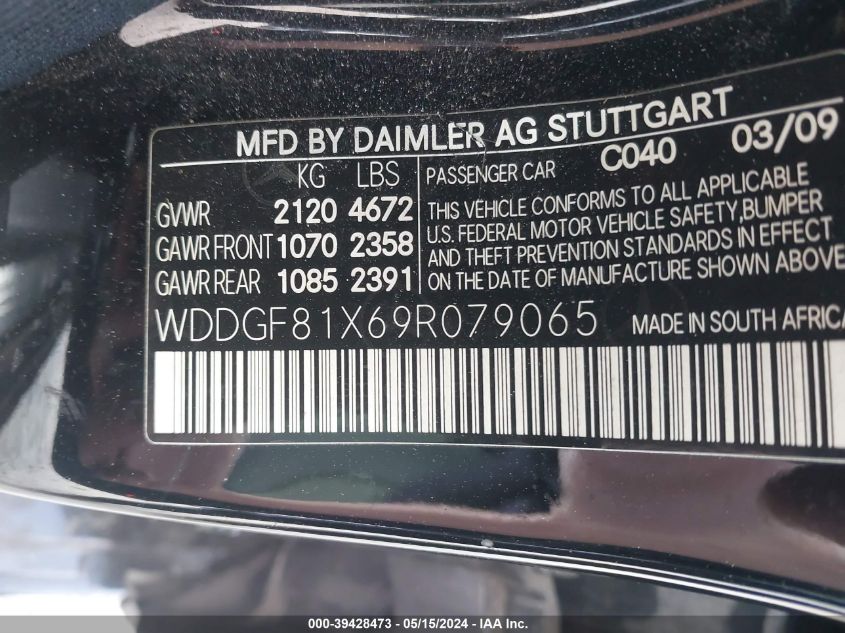 MFD BY DAIMLER AG STUTTGART
C040 03/09
KG LBS
GVWR 2120 4672
GAWR FRONT 1070 2358
GAWR REAR 1085 2391
PASSENGER CAR
THIS VEHICLE CONFORMS TO ALL APPLICABLE
U.S. FEDERAL MOTOR VEHICLE SAFETY,BUMPER
AND THEFT PREVENTION STANDARDS IN EFFECT
ON THE DATE OF MANUFACTURE SHOWN ABOVE
WDDGF81X69R079065 MADE IN SOUTH AFRICA
000-39428473 - 05/15/2024 - IAA Inc.